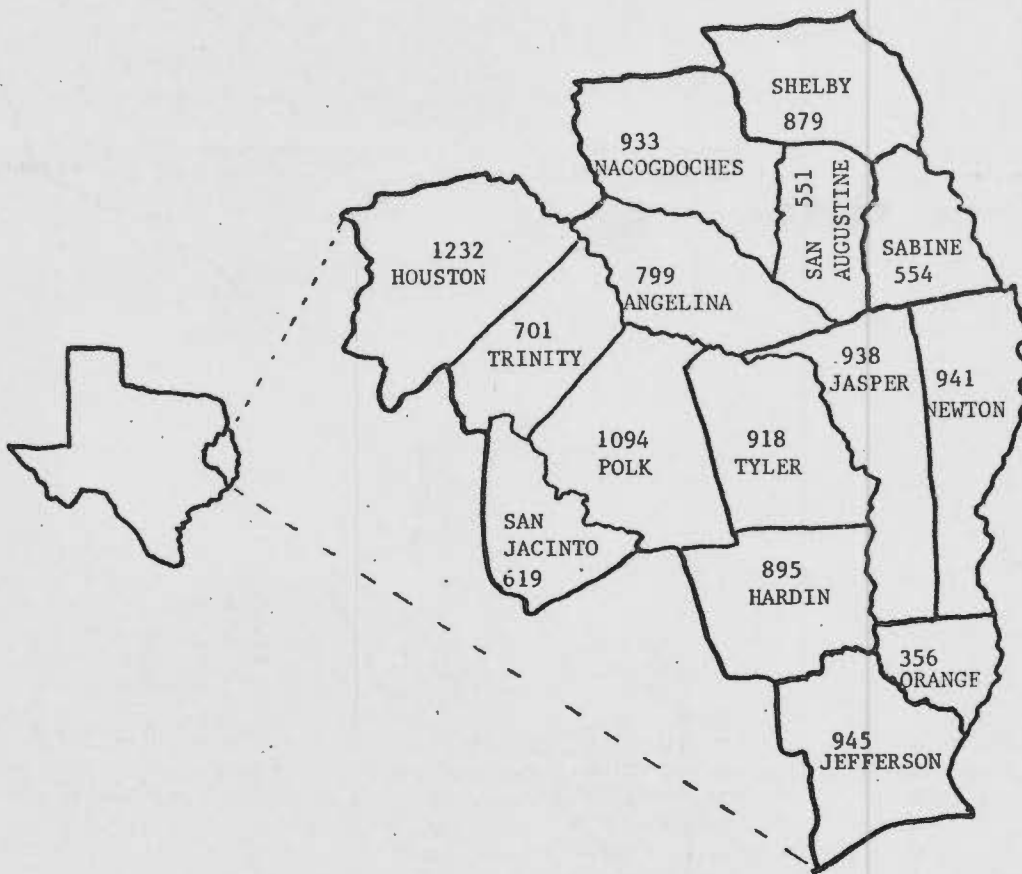 SHELBY
879
933
NACOGDOCHES
551
SAN
AUGUSTINE
SABINE
554
1232
HOUSTON
799
ANGELINA
701
TRINITY
938
JASPER
941
NEWTON
1094
POLK
918
TYLER
SAN
JACINTO
619
895
HARDIN
356
ORANGE
945
JEFFERSON